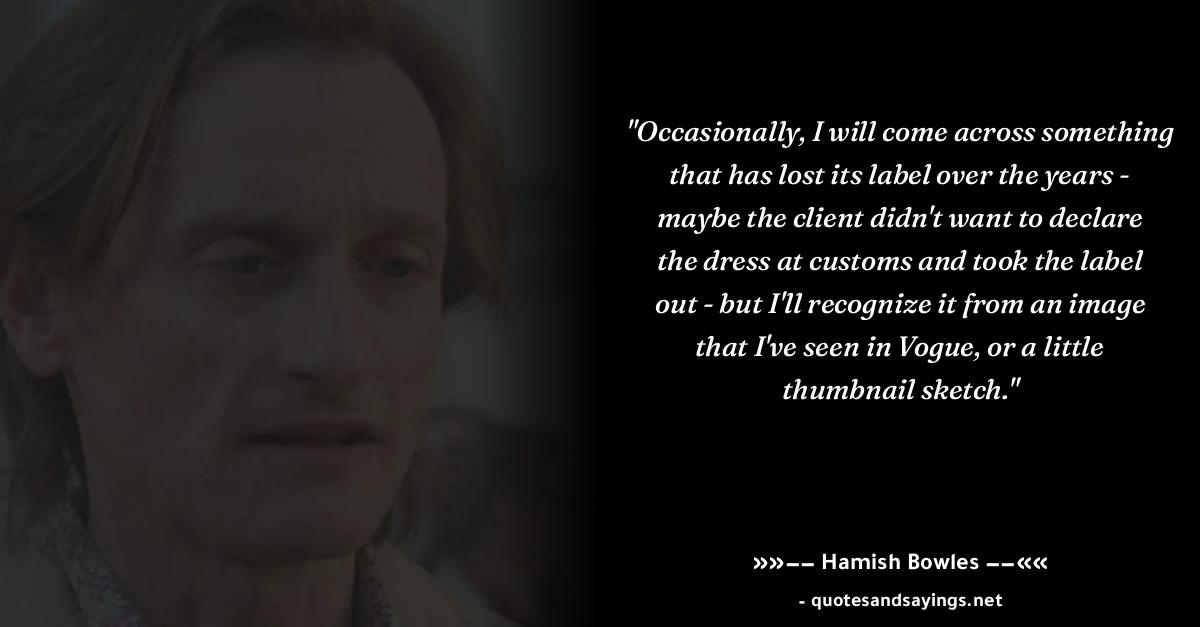 "Occasionally, I will come across something
that has lost its label over the years -
maybe the client didn't want to declare
the dress at customs and took the label
out - but I'll recognize it from an image
that I've seen in Vogue, or a little
thumbnail sketch."
»»–– Hamish Bowles ––««
- quotesandsayings.net